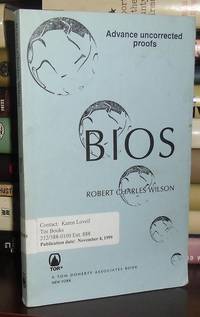 Advance uncorrected
proofs
BIOS
ROBERT CHARLES WILSON
Contact: Karen Lovell
Tor Books
212/388-0100 Ext. 888
Publication date: November 8, 1999
TOR
A TOM DOHERTY ASSOCIATES BOOK
NEW YORK